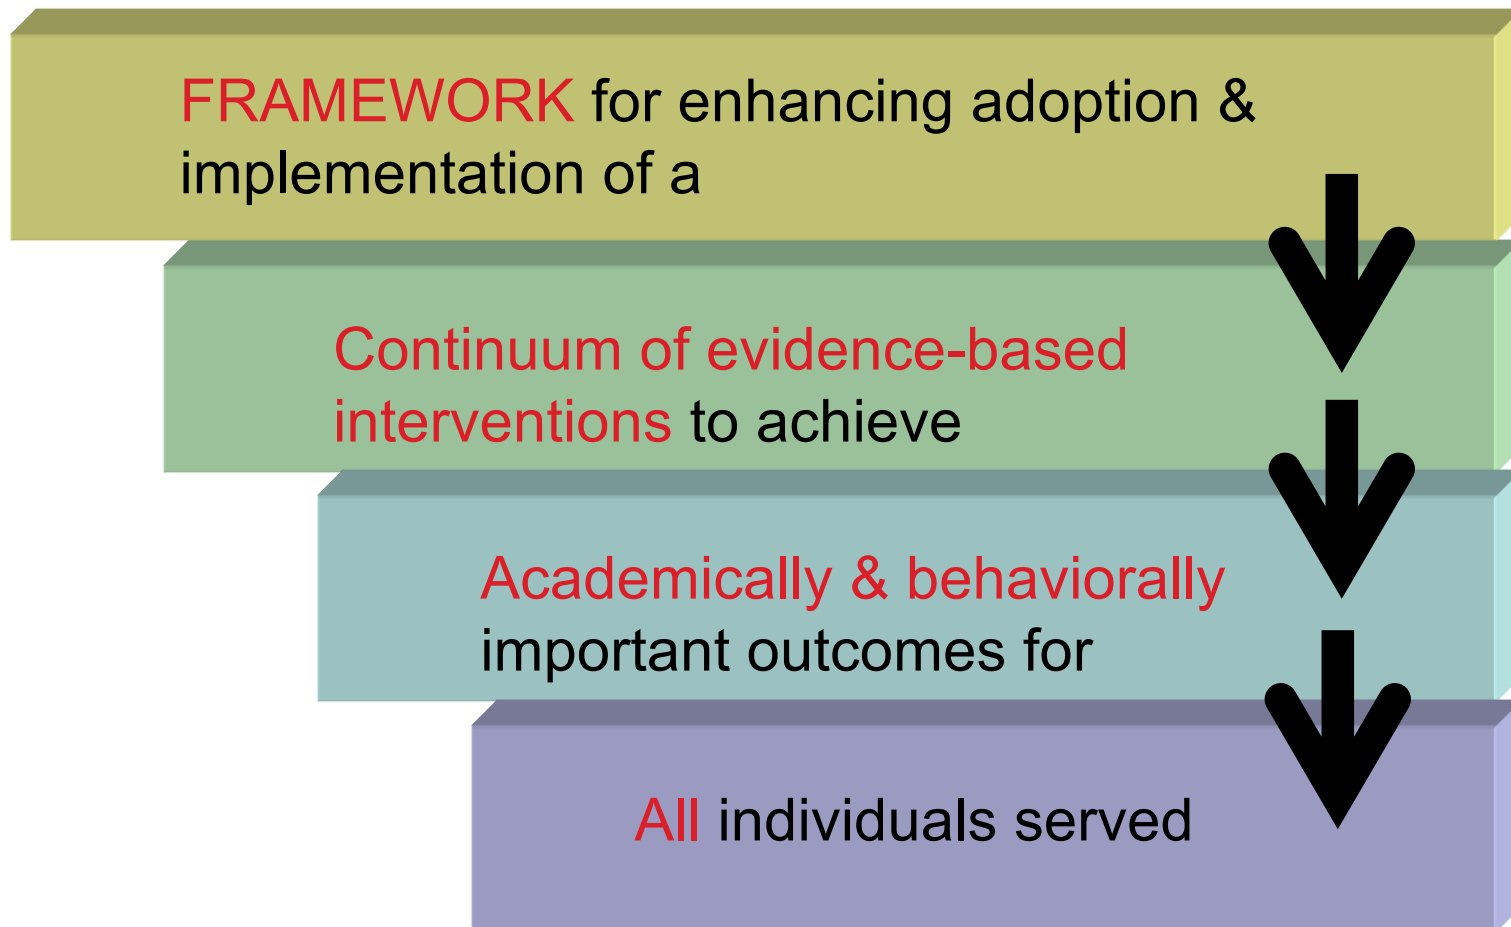 FRAMEWORK for enhancing adoption &
implementation of a
Continuum of evidence-based
interventions to achieve
Academically & behaviorally
important outcomes for
All individuals served